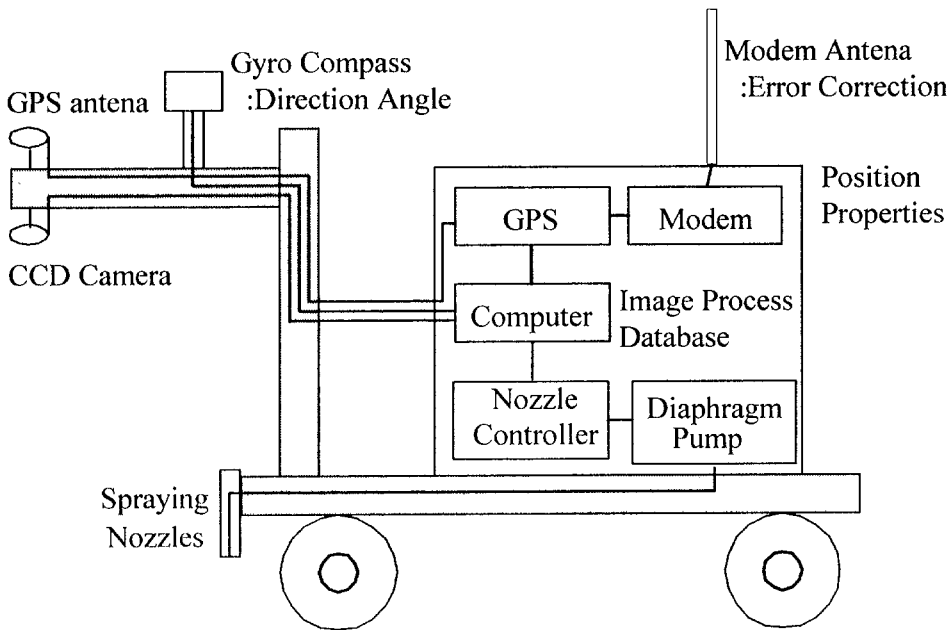 Gyro Compass
:Direction Angle
GPS antena
CCD Camera
Modem Antena
:Error Correction
Position
Properties
GPS
Modem
Computer
Image Process
Database
Nozzle
Controller
Diaphragm
Pump
Spraying
Nozzles